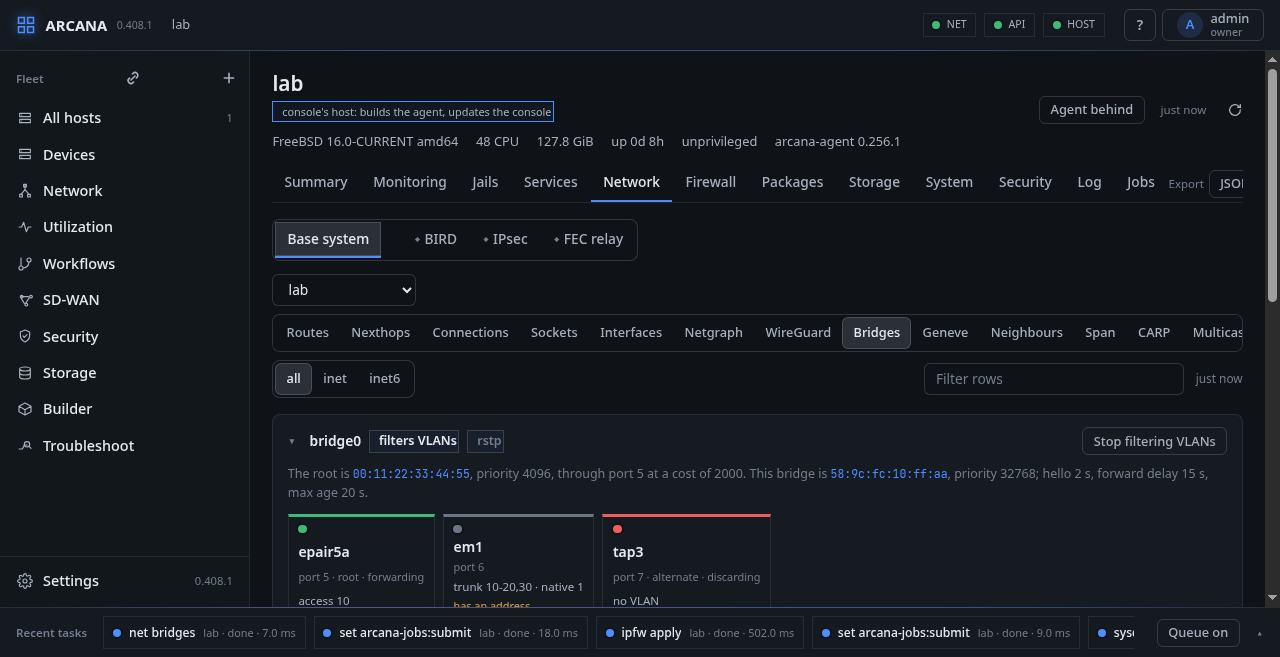 ARCANA 0.408.1 lab NET API HOST ? A admin owner
Fleet
All hosts 1
Devices
Network
Utilization
Workflows
SD-WAN
Security
Storage
Builder
Troubleshoot
Settings 0.408.1
lab
console's host: builds the agent, updates the console
Agent behind just now
FreeBSD 16.0-CURRENT amd64 48 CPU 127.8 GiB up 0d 8h unprivileged arcana-agent 0.256.1
Summary Monitoring Jails Services Network Firewall Packages Storage System Security Log Jobs Export JSO
Base system BIRD IPsec FEC relay
lab
Routes Nexthops Connections Sockets Interfaces Netgraph WireGuard Bridges Geneve Neighbours Span CARP Multicas
all inet inet6 Filter rows just now
bridge0 filters VLANs rstp Stop filtering VLANs
The root is 00:11:22:33:44:55, priority 4096, through port 5 at a cost of 2000. This bridge is 58:9c:fc:10:ff:aa, priority 32768; hello 2 s, forward delay 15 s,
max age 20 s.
epair5a
port 5 · root · forwarding
access 10
em1
port 6
trunk 10-20,30 · native 1
has an address
tap3
port 7 · alternate · discarding
no VLAN
Recent tasks net bridges lab · done · 7.0 ms set arcana-jobs:submit lab · done · 18.0 ms ipfw apply lab · done · 502.0 ms set arcana-jobs:submit lab · done · 9.0 ms sys Queue on